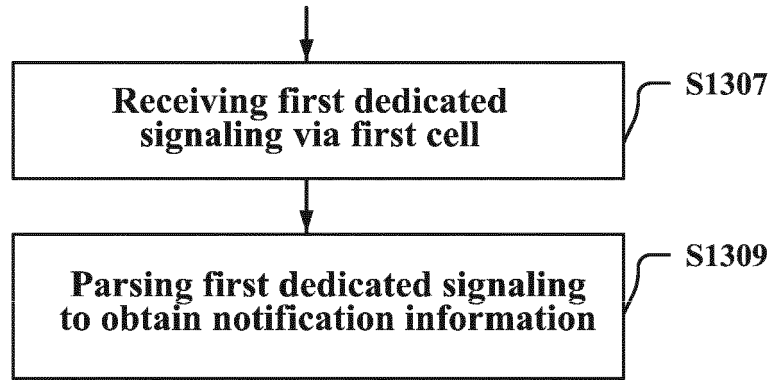 Receiving first dedicated
signaling via first cell
S1307
Parsing first dedicated signaling
to obtain notification information
S1309